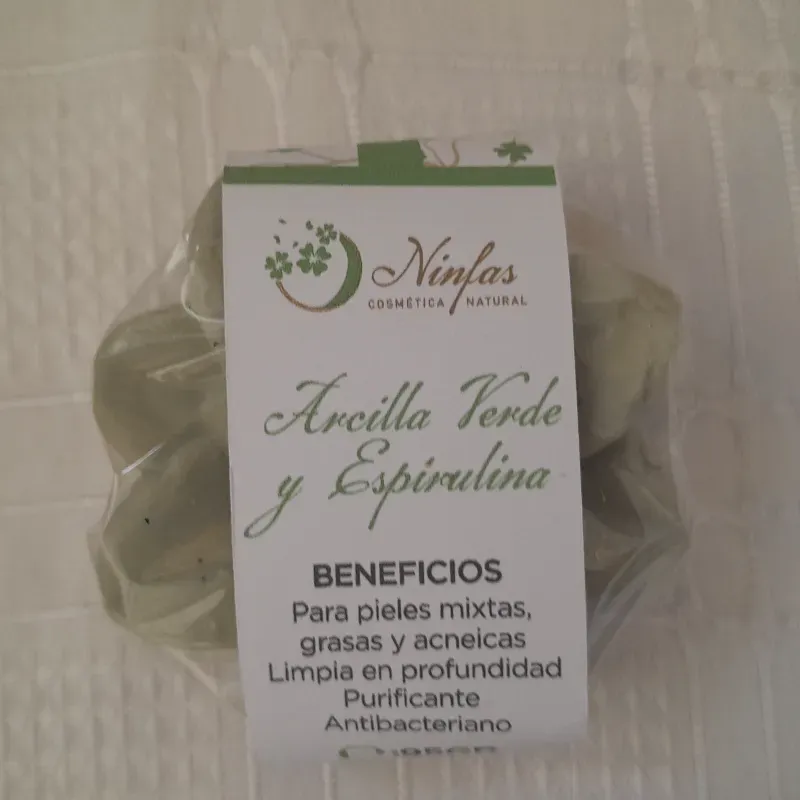 Ninfas
COSMÉTICA NATURAL
Arcilla Verde
y Espirulina
BENEFICIOS
Para pieles mixtas,
grasas y acneicas
Limpia en profundidad
Purificante
Antibacteriano